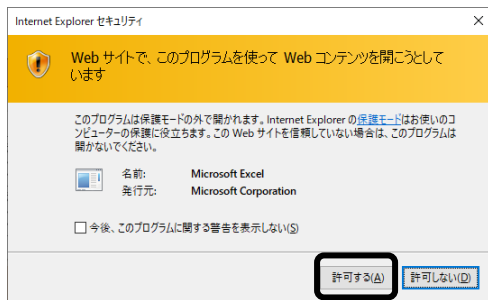 Internet Explorer セキュリティ
Web サイトで、このプログラムを使って Web コンテンツを開こうとして
います
このプログラムは保護モードの外で開かれます。Internet Explorer の保護モードはお使いのコ
ンピューターの保護に役立ちます。この Web サイトを信頼していない場合は、このプログラムは
開かないでください。
名前: Microsoft Excel
発行元: Microsoft Corporation
今後、このプログラムに関する警告を表示しない(S)
許可する(A) 許可しない(D)